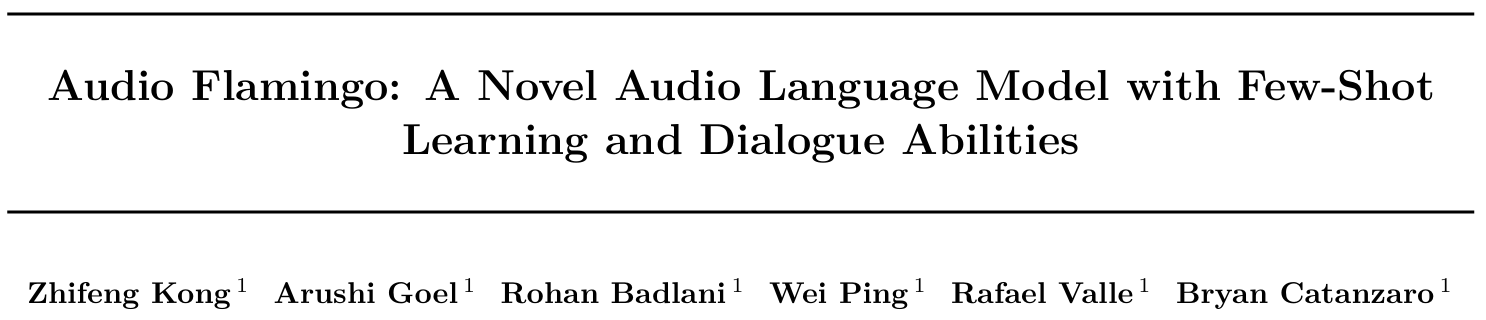 Audio Flamingo: A Novel Audio Language Model with Few-Shot
Learning and Dialogue Abilities
Zhifeng Kong 1 Arushi Goel 1 Rohan Badlani 1 Wei Ping 1 Rafael Valle 1 Bryan Catanzaro 1